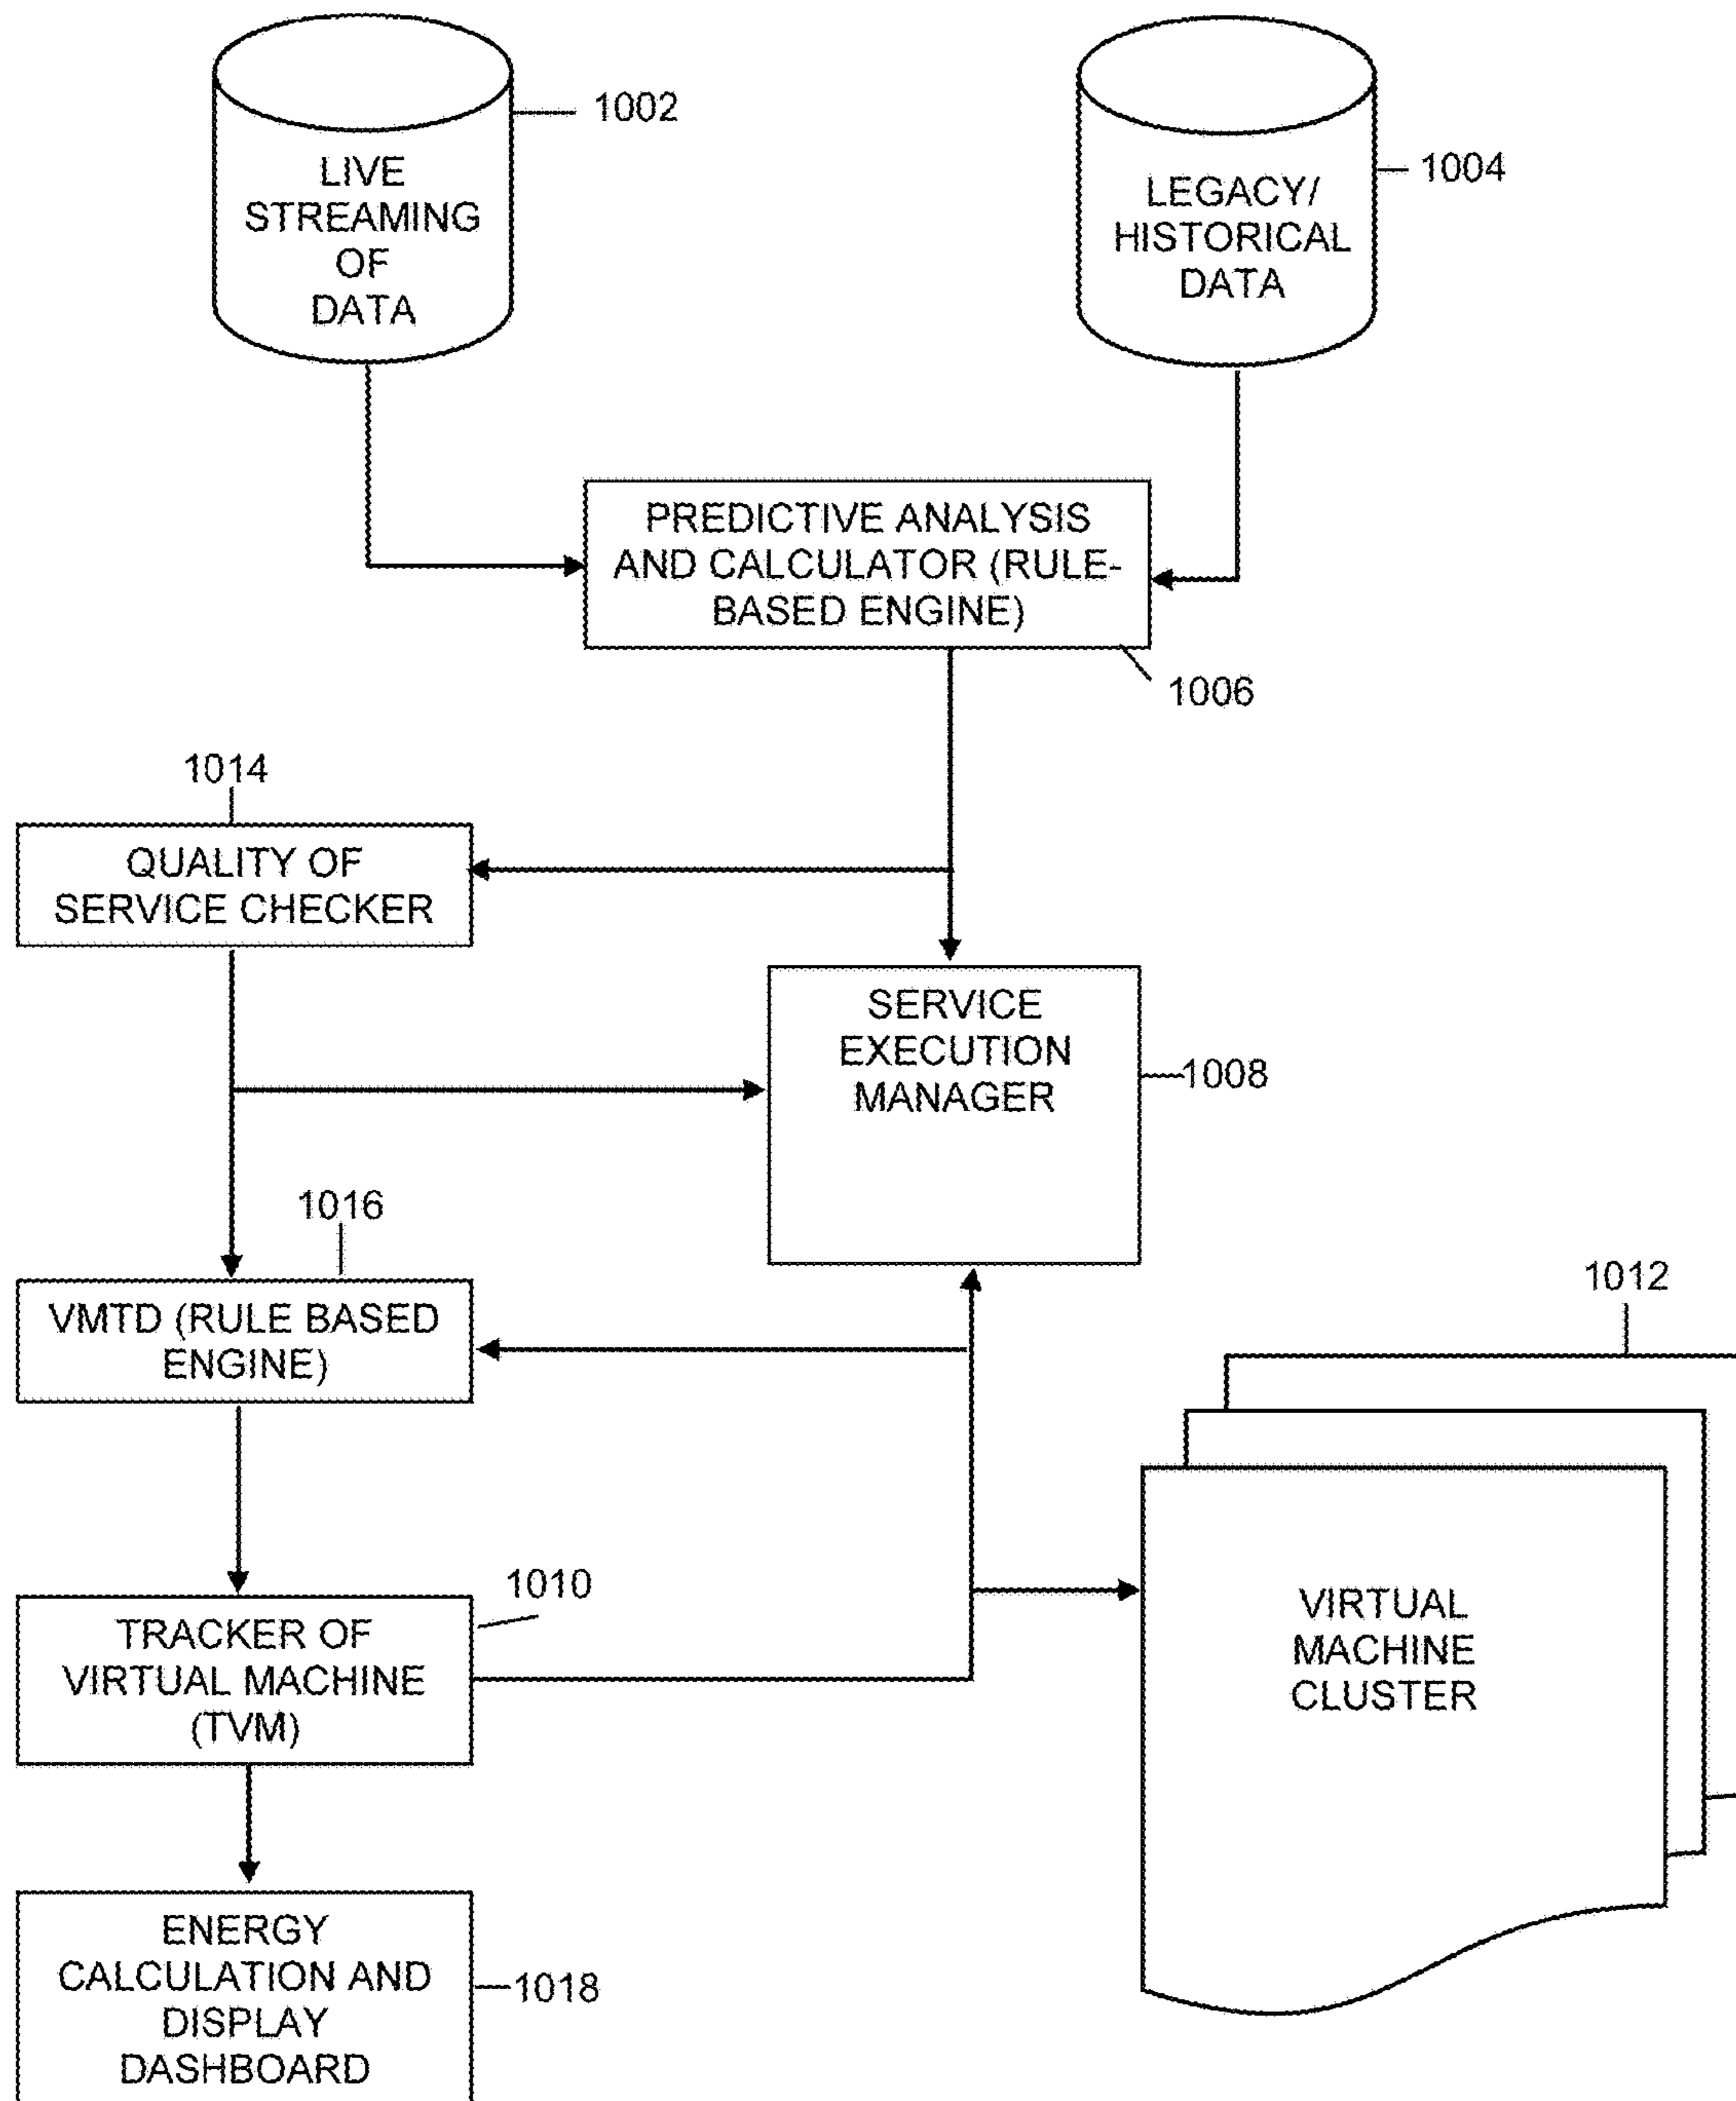 1002
LIVE
STREAMING
OF
DATA
1004
LEGACY/
HISTORICAL
DATA
PREDICTIVE ANALYSIS
AND CALCULATOR (RULE-
BASED ENGINE)
1006
1014
QUALITY OF
SERVICE CHECKER
SERVICE
EXECUTION
MANAGER
1008
1016
VMTD (RULE BASED
ENGINE)
1012
1010
TRACKER OF
VIRTUAL MACHINE
(TVM)
VIRTUAL
MACHINE
CLUSTER
ENERGY
CALCULATION AND
DISPLAY
DASHBOARD
1018